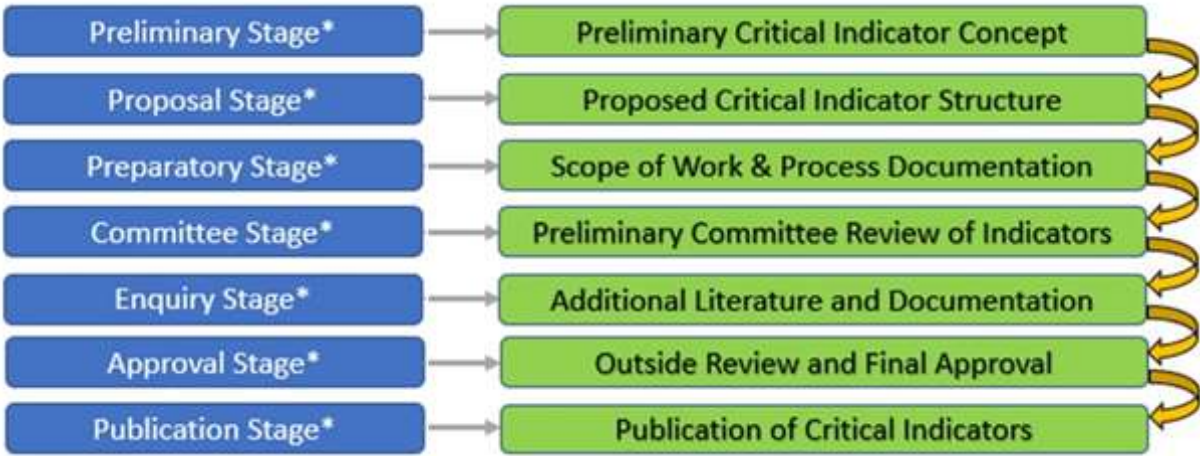 Preliminary Stage*
Preliminary Critical Indicator Concept
Proposal Stage*
Proposed Critical Indicator Structure
Preparatory Stage*
Scope of Work & Process Documentation
Committee Stage*
Preliminary Committee Review of Indicators
Enquiry Stage*
Additional Literature and Documentation
Approval Stage*
Outside Review and Final Approval
Publication Stage*
Publication of Critical Indicators